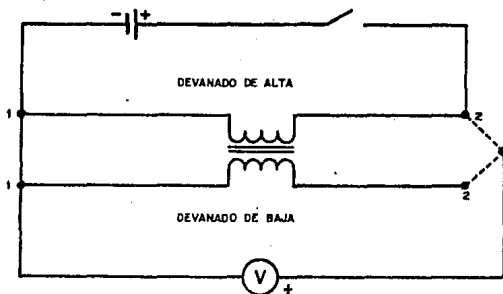 - +
DEVANADO DE ALTA
1 2
1 2
DEVANADO DE BAJA
V
+